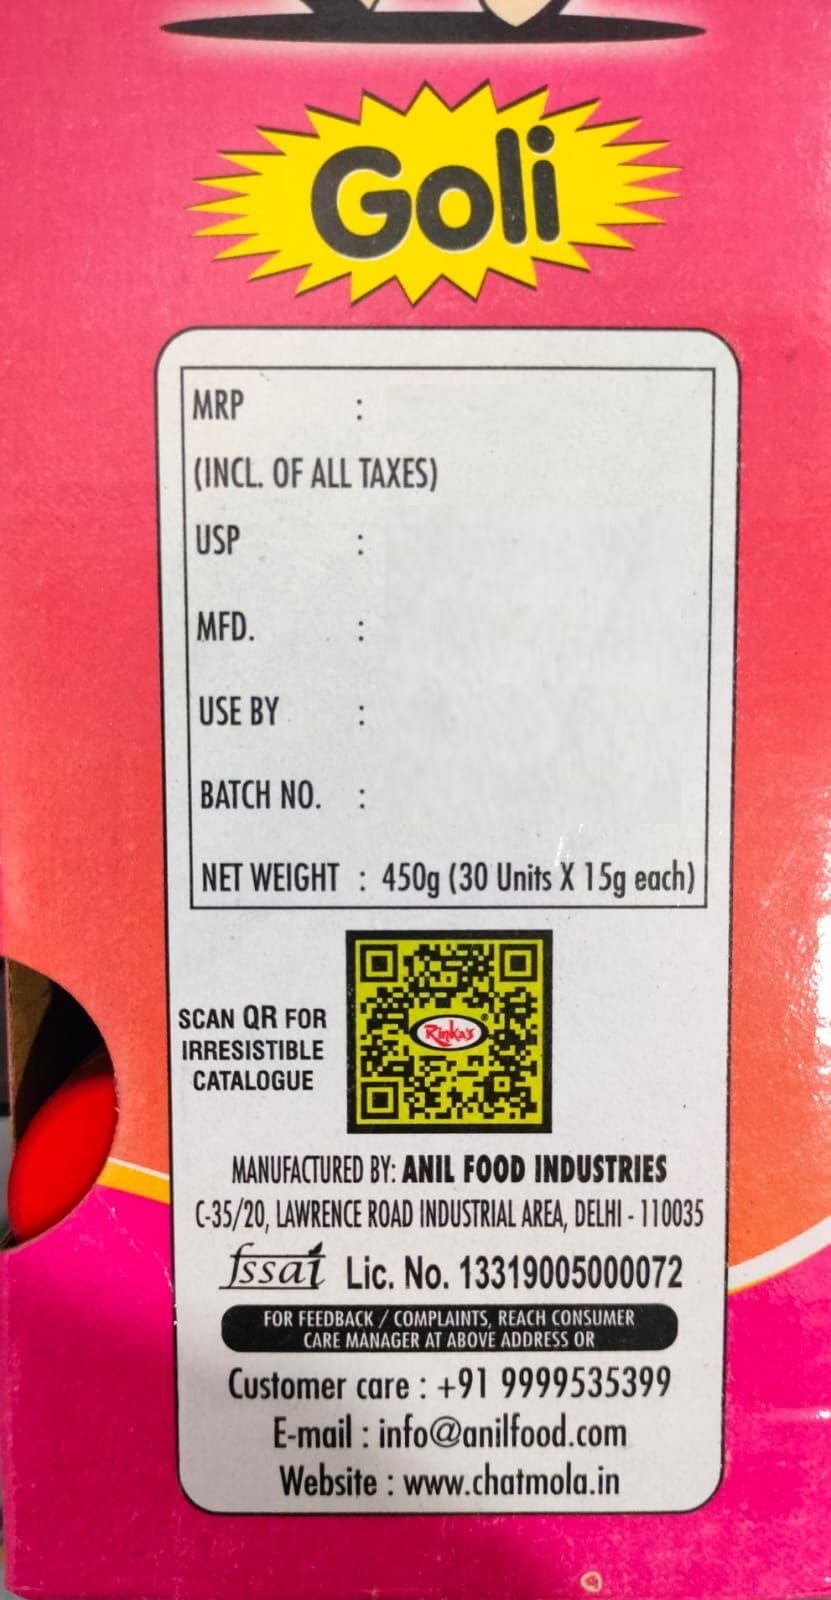 Goli
MRP :
(INCL. OF ALL TAXES)
USP :
MFD. :
USE BY :
BATCH NO. :
NET WEIGHT : 450g (30 Units X 15g each)
SCAN QR FOR
IRRESISTIBLE
CATALOGUE
Rinka's®
MANUFACTURED BY: ANIL FOOD INDUSTRIES
C-35/20, LAWRENCE ROAD INDUSTRIAL AREA, DELHI - 110035
fssai Lic. No. 13319005000072
FOR FEEDBACK / COMPLAINTS, REACH CONSUMER
CARE MANAGER AT ABOVE ADDRESS OR
Customer care : +91 9999535399
E-mail : info@anilfood.com
Website : www.chatmola.in